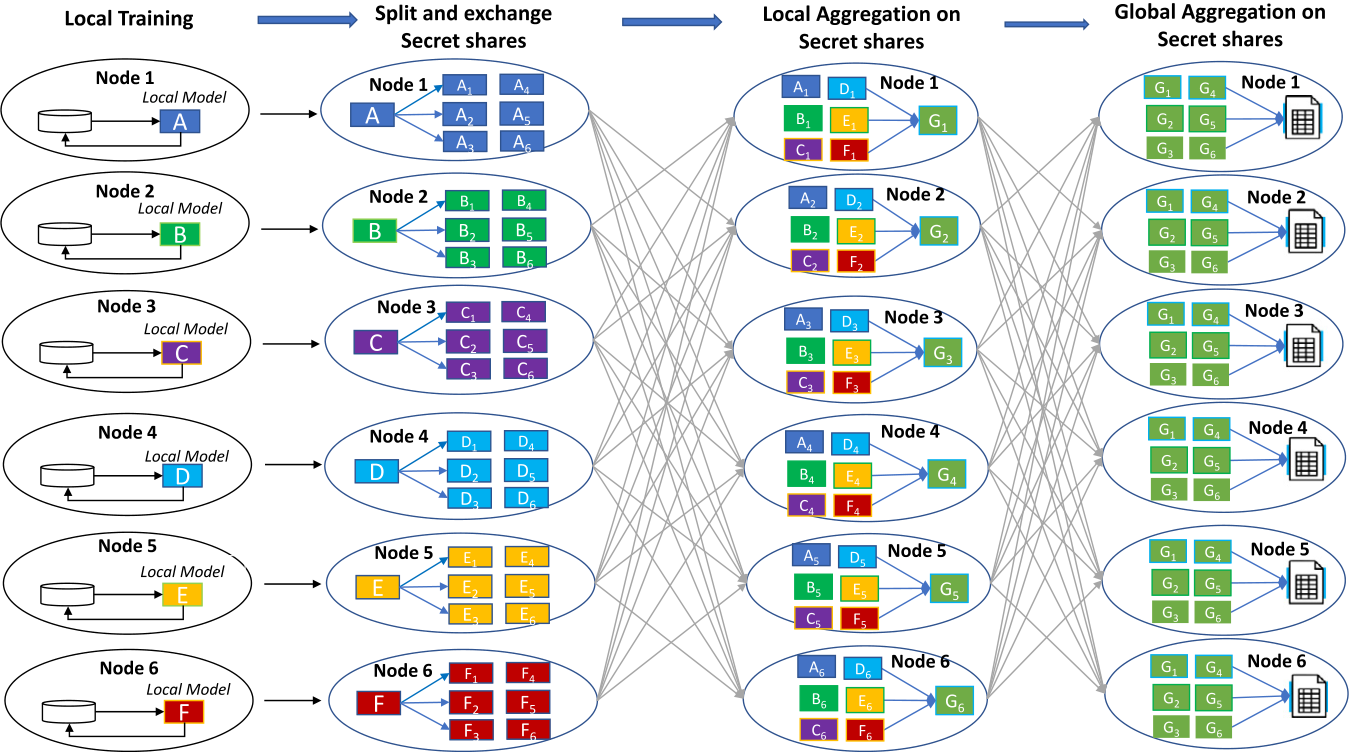 Local Training
Split and exchange
Secret shares
Local Aggregation on
Secret shares
Global Aggregation on
Secret shares
Node 1
Local Model
A
Node 1
A
A1 A4
A2 A5
A3 A6
Node 1
A1 D1
B1 E1
C1 F1
G1
Node 1
G1 G4
G2 G5
G3 G6
Node 2
Local Model
B
Node 2
B
B1 B4
B2 B5
B3 B6
Node 2
A2 D2
B2 E2
C2 F2
G2
Node 2
G1 G4
G2 G5
G3 G6
Node 3
Local Model
C
Node 3
C
C1 C4
C2 C5
C3 C6
Node 3
A3 D3
B3 E3
C3 F3
G3
Node 3
G1 G4
G2 G5
G3 G6
Node 4
Local Model
D
Node 4
D
D1 D4
D2 D5
D3 D6
Node 4
A4 D4
B4 E4
C4 F4
G4
Node 4
G1 G4
G2 G5
G3 G6
Node 5
Local Model
E
Node 5
E
E1 E4
E2 E5
E3 E6
Node 5
A5 D5
B5 E5
C5 F5
G5
Node 5
G1 G4
G2 G5
G3 G6
Node 6
Local Model
F
Node 6
F
F1 F4
F2 F5
F3 F6
Node 6
A6 D6
B6 E6
C6 F6
G6
Node 6
G1 G4
G2 G5
G3 G6